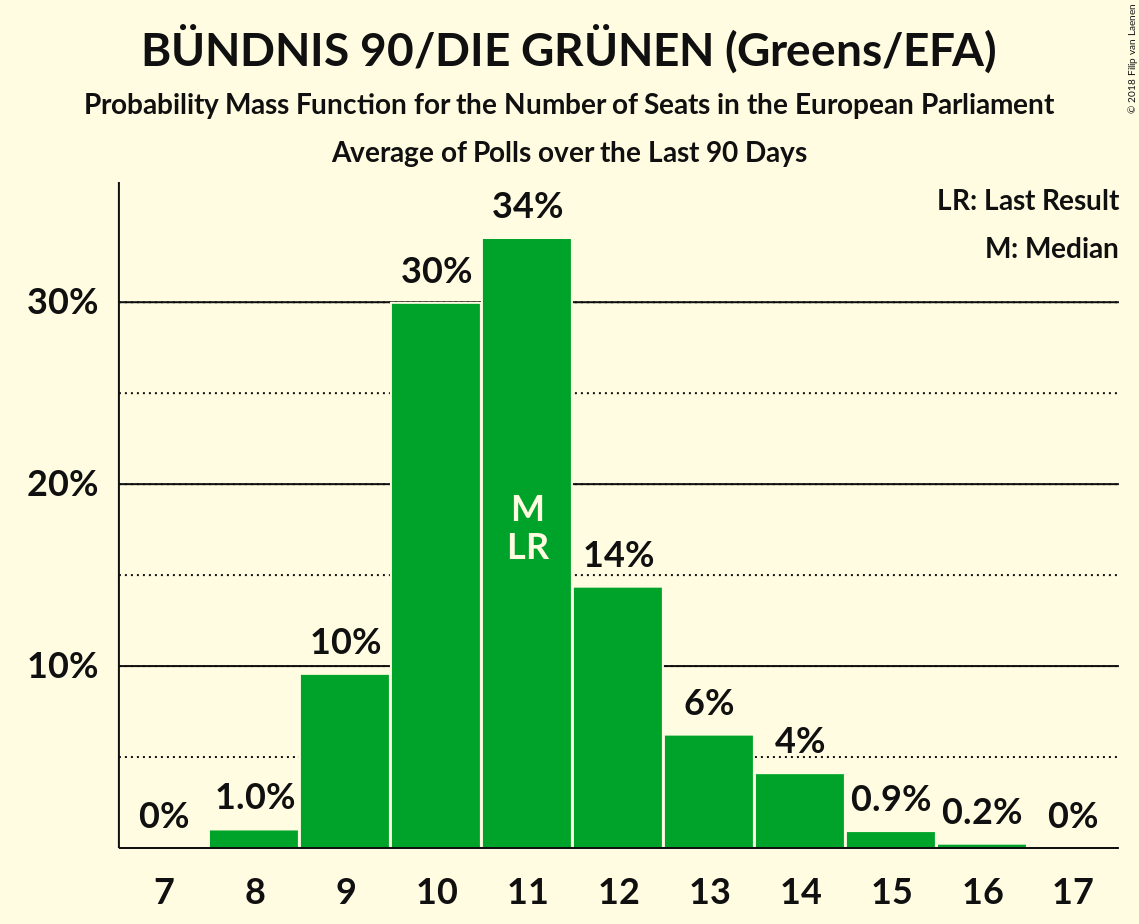 BÜNDNIS 90/DIE GRÜNEN (Greens/EFA)
Probability Mass Function for the Number of Seats in the European Parliament
Average of Polls over the Last 90 Days
© 2018 Filip van Laenen
LR: Last Result
M: Median
34%
30%
30%
20%
M
LR
14%
10%
10%
6%
4%
0%
1.0%
0.9%
0.2%
0%
7 8 9 10 11 12 13 14 15 16 17